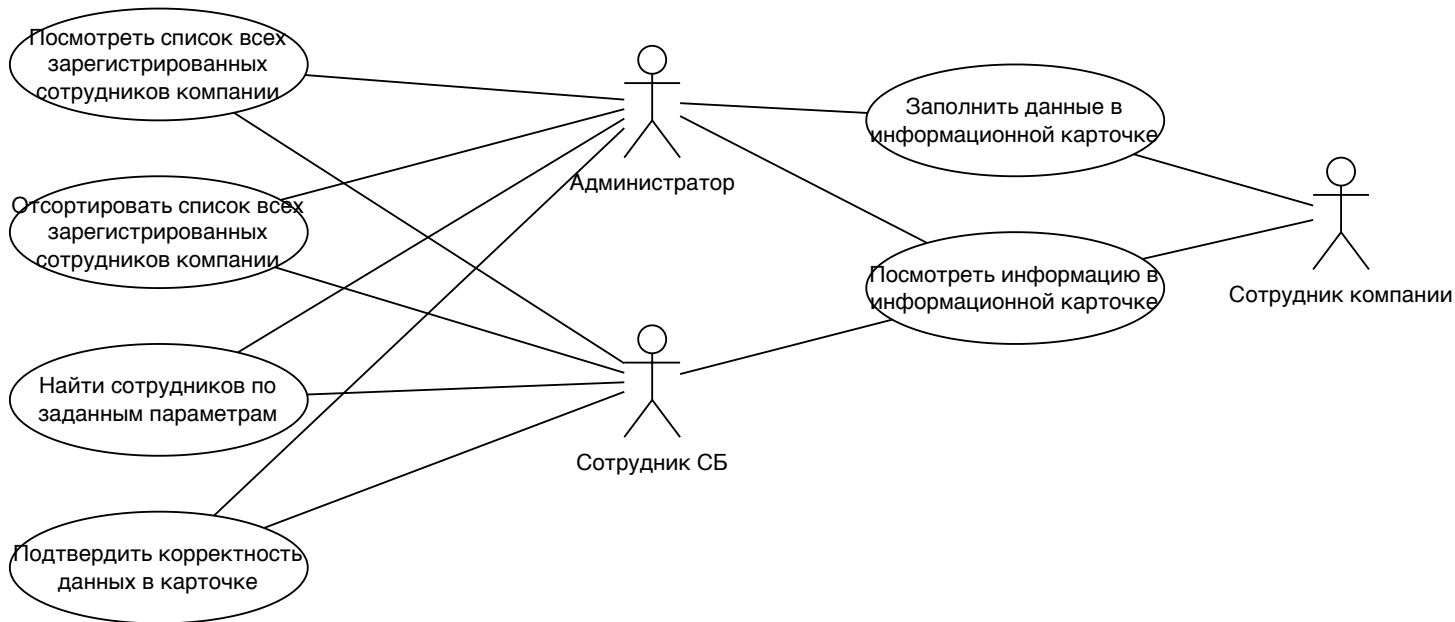 Посмотреть список всех
зарегистрированных
сотрудников компании
Отсортировать список всех
зарегистрированных
сотрудников компании
Найти сотрудников по
заданным параметрам
Подтвердить корректность
данных в карточке
Администратор
Сотрудник СБ
Заполнить данные в
информационной карточке
Посмотреть информацию в
информационной карточке
Сотрудник компании